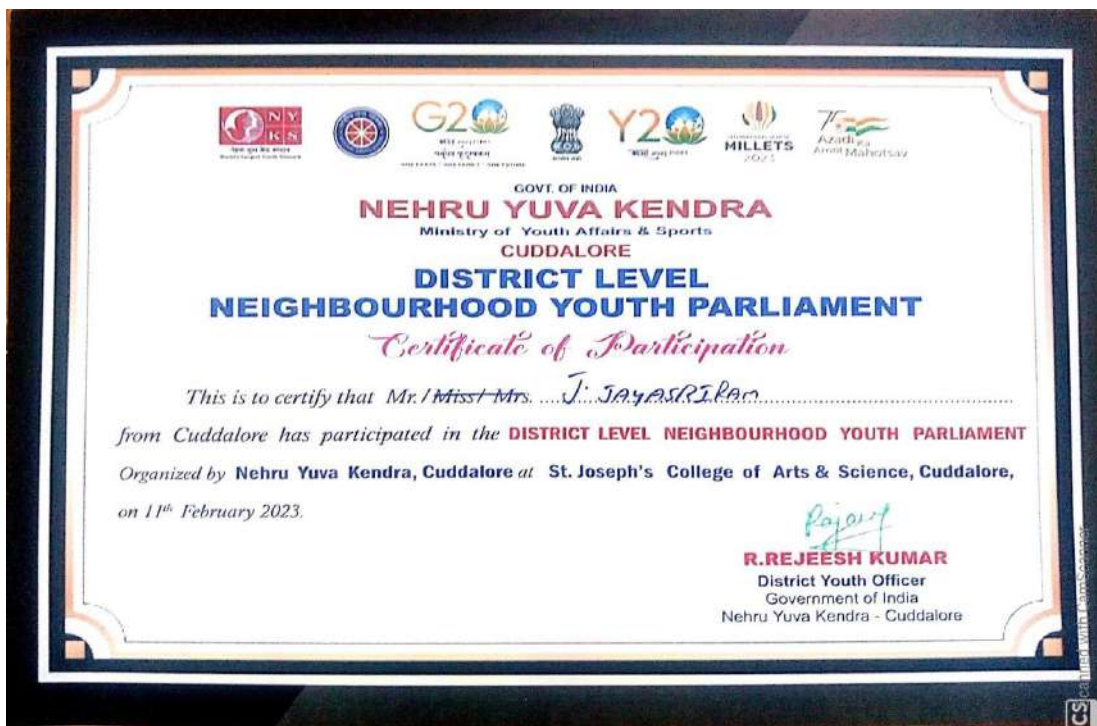 N Y
K S
G20
Y20
MILLETS
2023
Azadi Ka
Amrit Mahotsav
GOVT. OF INDIA
NEHRU YUVA KENDRA
Ministry of Youth Affairs & Sports
CUDDALORE
DISTRICT LEVEL
NEIGHBOURHOOD YOUTH PARLIAMENT
Certificate of Participation
This is to certify that Mr. / Miss / Mrs. ....J. JAYASRIRAM....
from Cuddalore has participated in the DISTRICT LEVEL NEIGHBOURHOOD YOUTH PARLIAMENT
Organized by Nehru Yuva Kendra, Cuddalore at St. Joseph's College of Arts & Science, Cuddalore,
on 11th February 2023.
R.REJEESH KUMAR
District Youth Officer
Government of India
Nehru Yuva Kendra - Cuddalore
CS Scanned with CamScanner